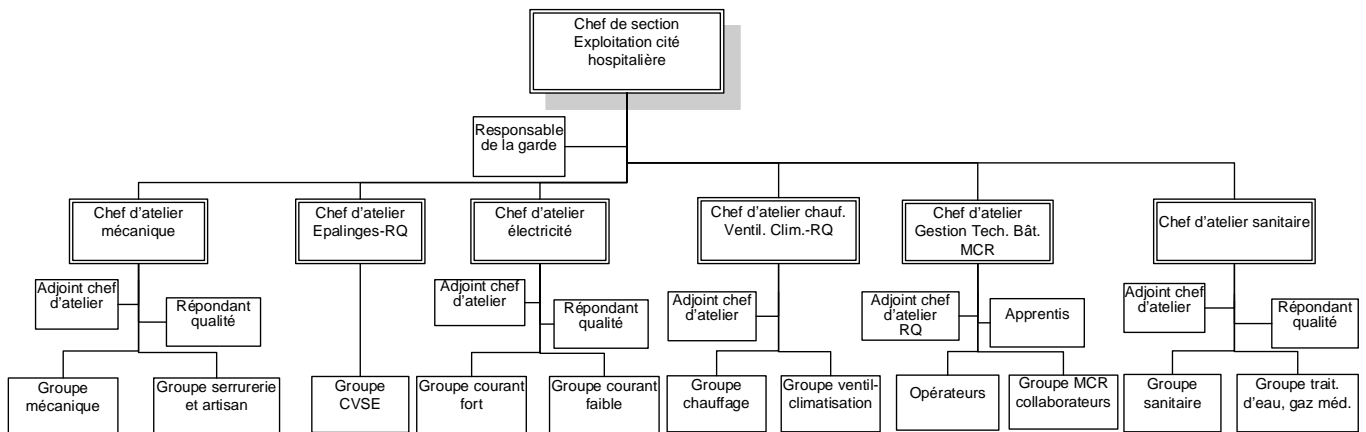 Chef de section
Exploitation cité
hospitalière
Responsable
de la garde
Chef d'atelier
mécanique
Chef d'atelier
Epalinges-RQ
Chef d'atelier
électricité
Chef d'atelier chauf.
Ventil. Clim.-RQ
Chef d'atelier
Gestion Tech. Bât.
MCR
Chef d'atelier sanitaire
Adjoint chef
d'atelier
Répondant
qualité
Adjoint chef
d'atelier
Répondant
qualité
Adjoint chef
d'atelier
Adjoint chef
d'atelier
RQ
Apprentis
Adjoint chef
d'atelier
Répondant
qualité
Groupe
mécanique
Groupe serrurerie
et artisan
Groupe
CVSE
Groupe courant
fort
Groupe courant
faible
Groupe
chauffage
Groupe ventil-
climatisation
Opérateurs
Groupe MCR
collaborateurs
Groupe
sanitaire
Groupe trait.
d'eau, gaz méd.